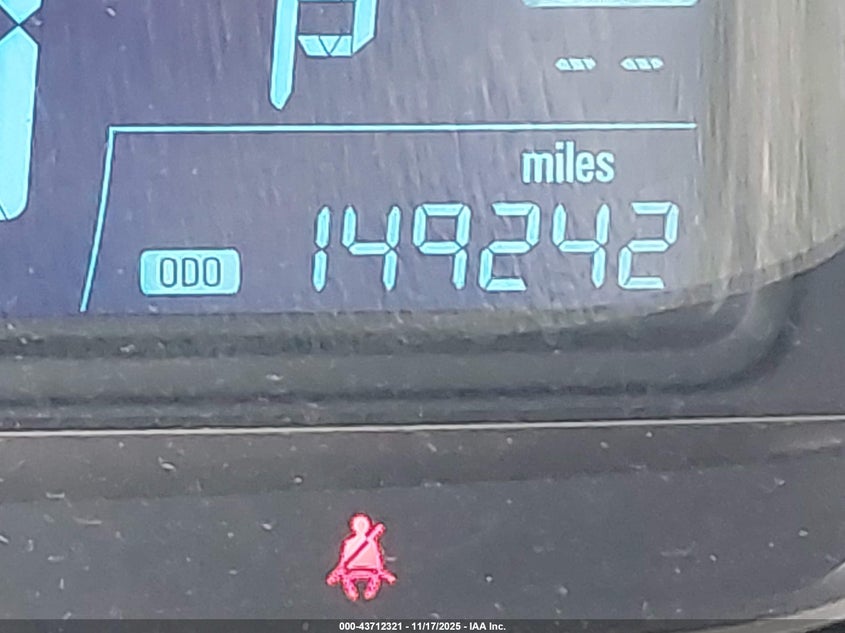 P
-- --
miles
ODO 149242
000-43712321 - 11/17/2025 - IAA Inc.